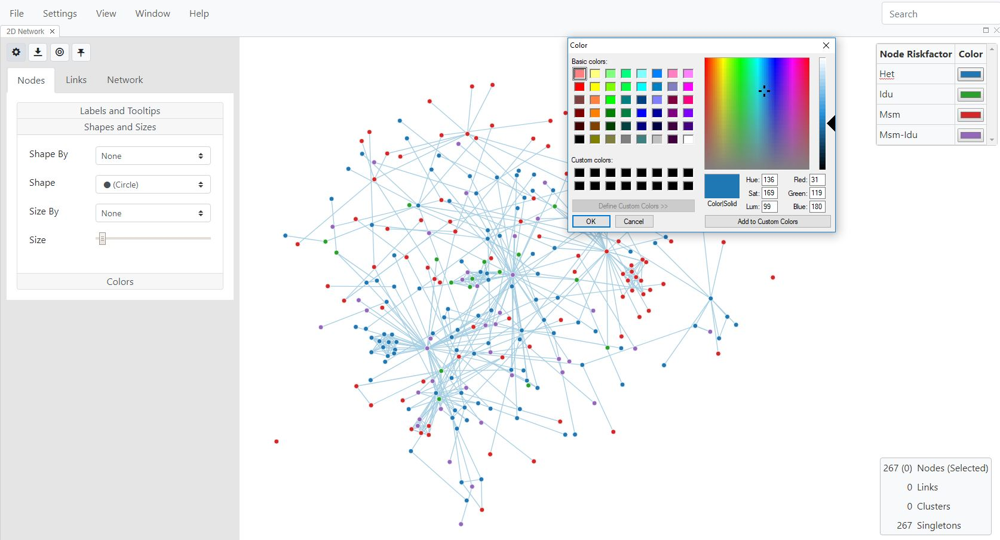 File Settings View Window Help Search
2D Network
Nodes Links Network
Labels and Tooltips
Shapes and Sizes
Shape By None
Shape (Circle)
Size By None
Size
Colors
Color
Basic colors:
Custom colors:
Define Custom Colors >>
OK Cancel
Color|Solid
Hue: 136 Red: 31
Sat: 169 Green: 119
Lum: 99 Blue: 180
Add to Custom Colors
Node Riskfactor Color
Het
Idu
Msm
Msm-Idu
267 (0) Nodes (Selected)
0 Links
0 Clusters
267 Singletons